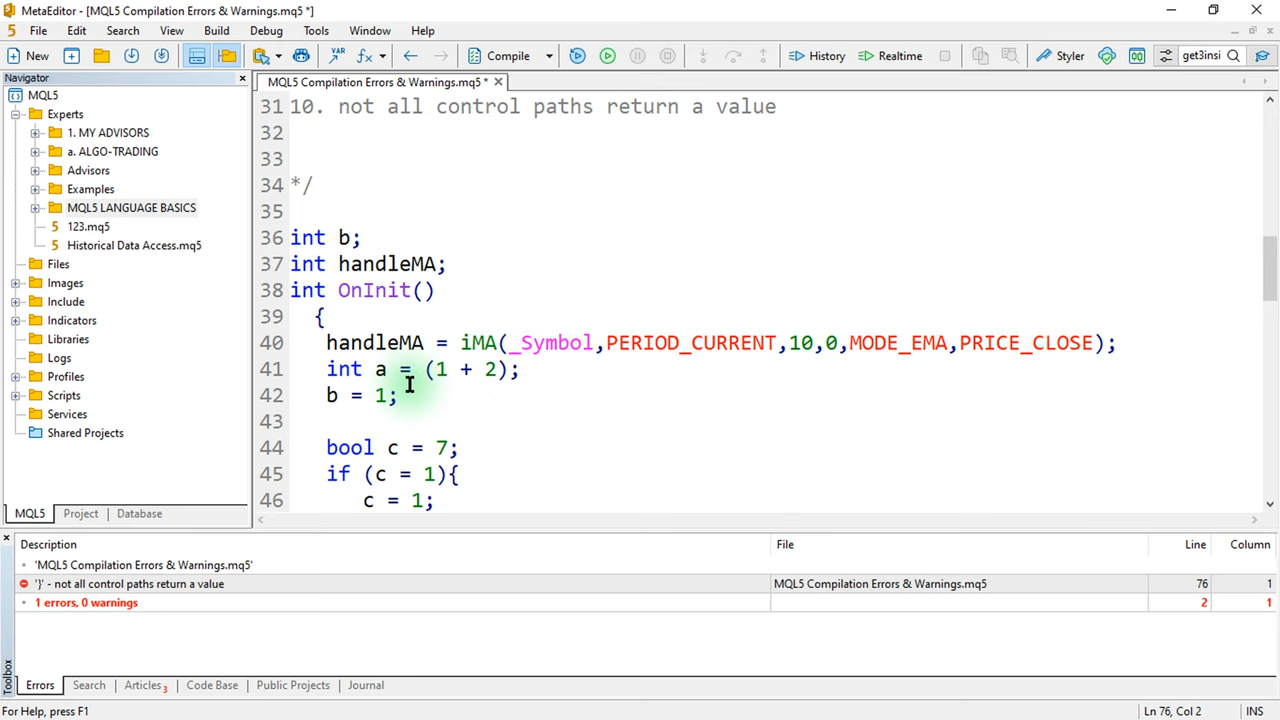 MetaEditor - [MQL5 Compilation Errors & Warnings.mq5 *]
5 File Edit Search View Build Debug Tools Window Help
New Compile History Realtime Styler get3insi
Navigator
MQL5 Compilation Errors & Warnings.mq5 *
MQL5
Experts
1. MY ADVISORS
a. ALGO-TRADING
Advisors
Examples
MQL5 LANGUAGE BASICS
5 123.mq5
5 Historical Data Access.mq5
Files
Images
Include
Indicators
Libraries
Logs
Profiles
Scripts
Services
Shared Projects
MQL5 Project Database
31 10. not all control paths return a value
32
33
34 */
35
36 int b;
37 int handleMA;
38 int OnInit()
39 {
40 handleMA = iMA(_Symbol,PERIOD_CURRENT,10,0,MODE_EMA,PRICE_CLOSE);
41 int a = (1 + 2);
42 b = 1;
43
44 bool c = 7;
45 if (c = 1){
46 c = 1;
Description File Line Column
'MQL5 Compilation Errors & Warnings.mq5'
'}' - not all control paths return a value MQL5 Compilation Errors & Warnings.mq5 76 1
1 errors, 0 warnings 2 1
Toolbox
Errors Search Articles 3 Code Base Public Projects Experts Journal
For Help, press F1 Ln 76, Col 2 INS